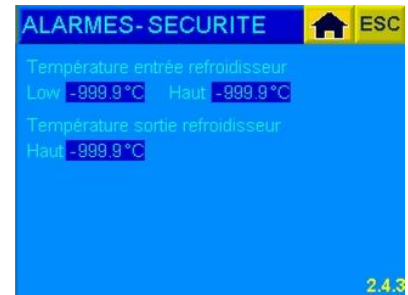 ALARMES-SECURITE ESC
Température entrée refroidisseur
Low -999.9°C Haut -999.9°C
Température sortie refroidisseur
Haut -999.9°C
2.4.3